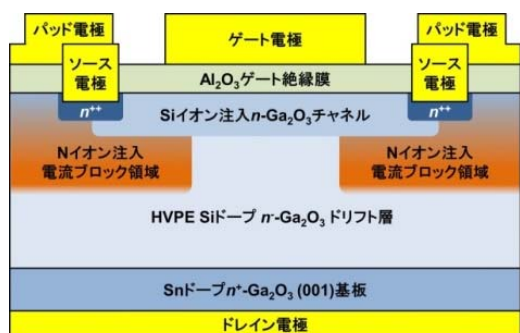 パッド電極
ゲート電極
パッド電極
ソース
電極
ソース
電極
Al₂O₃ゲート絶縁膜
n⁺⁺
Siイオン注入n-Ga₂O₃チャネル
n⁺⁺
Nイオン注入
電流ブロック領域
Nイオン注入
電流ブロック領域
HVPE Siドープ n⁻-Ga₂O₃ ドリフト層
Snドープn⁺-Ga₂O₃ (001)基板
ドレイン電極